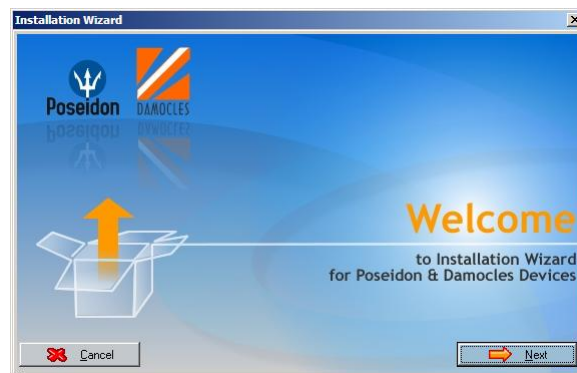 Installation Wizard
Poseidon
DAMOCLES
Welcome
to Installation Wizard
for Poseidon & Damocles Devices
Cancel
Next